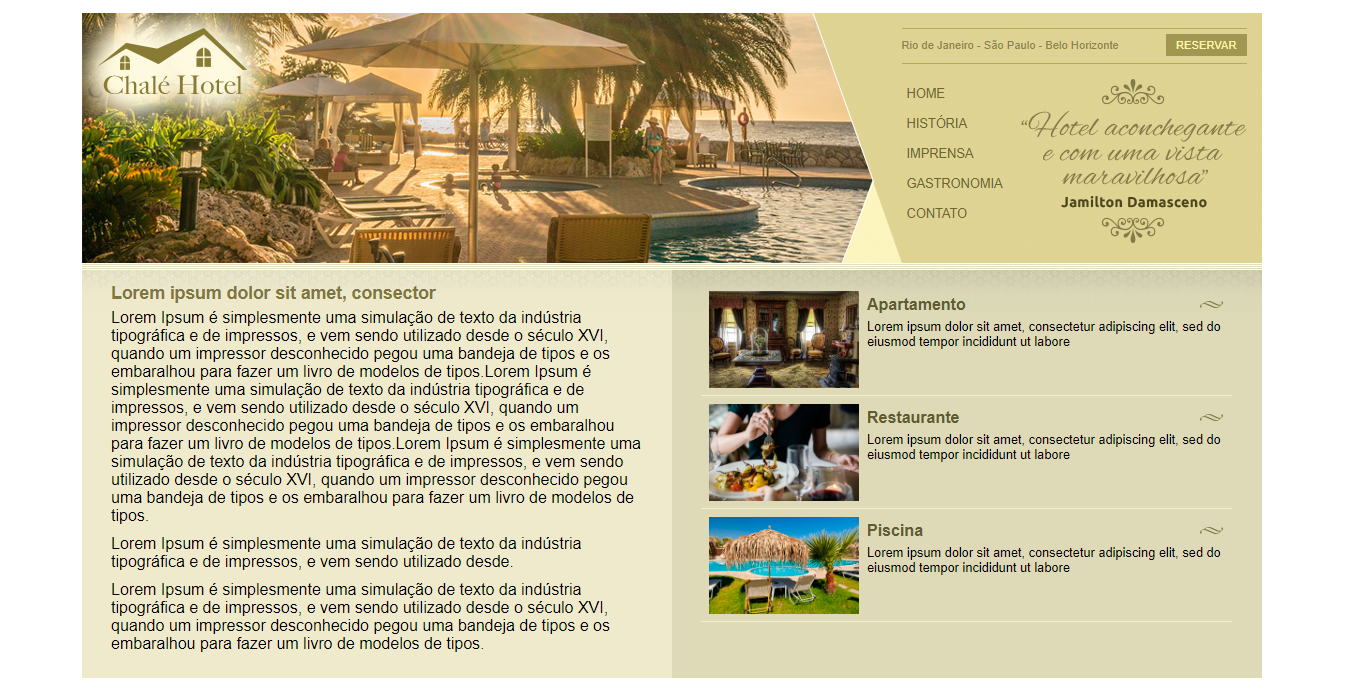 Chalé Hotel
Rio de Janeiro - São Paulo - Belo Horizonte
RESERVAR
HOME
HISTÓRIA
IMPRENSA
GASTRONOMIA
CONTATO
“Hotel aconchegante
e com uma vista
maravilhosa”
Jamilton Damasceno
Lorem ipsum dolor sit amet, consector
Lorem Ipsum é simplesmente uma simulação de texto da indústria
tipográfica e de impressos, e vem sendo utilizado desde o século XVI,
quando um impressor desconhecido pegou uma bandeja de tipos e os
embaralhou para fazer um livro de modelos de tipos.Lorem Ipsum é
simplesmente uma simulação de texto da indústria tipográfica e de
impressos, e vem sendo utilizado desde o século XVI, quando um
impressor desconhecido pegou uma bandeja de tipos e os embaralhou
para fazer um livro de modelos de tipos.Lorem Ipsum é simplesmente uma
simulação de texto da indústria tipográfica e de impressos, e vem sendo
utilizado desde o século XVI, quando um impressor desconhecido pegou
uma bandeja de tipos e os embaralhou para fazer um livro de modelos de
tipos.
Lorem Ipsum é simplesmente uma simulação de texto da indústria
tipográfica e de impressos, e vem sendo utilizado desde.
Lorem Ipsum é simplesmente uma simulação de texto da indústria
tipográfica e de impressos, e vem sendo utilizado desde o século XVI,
quando um impressor desconhecido pegou uma bandeja de tipos e os
embaralhou para fazer um livro de modelos de tipos.
Apartamento
Lorem ipsum dolor sit amet, consectetur adipiscing elit, sed do
eiusmod tempor incididunt ut labore
Restaurante
Lorem ipsum dolor sit amet, consectetur adipiscing elit, sed do
eiusmod tempor incididunt ut labore
Piscina
Lorem ipsum dolor sit amet, consectetur adipiscing elit, sed do
eiusmod tempor incididunt ut labore